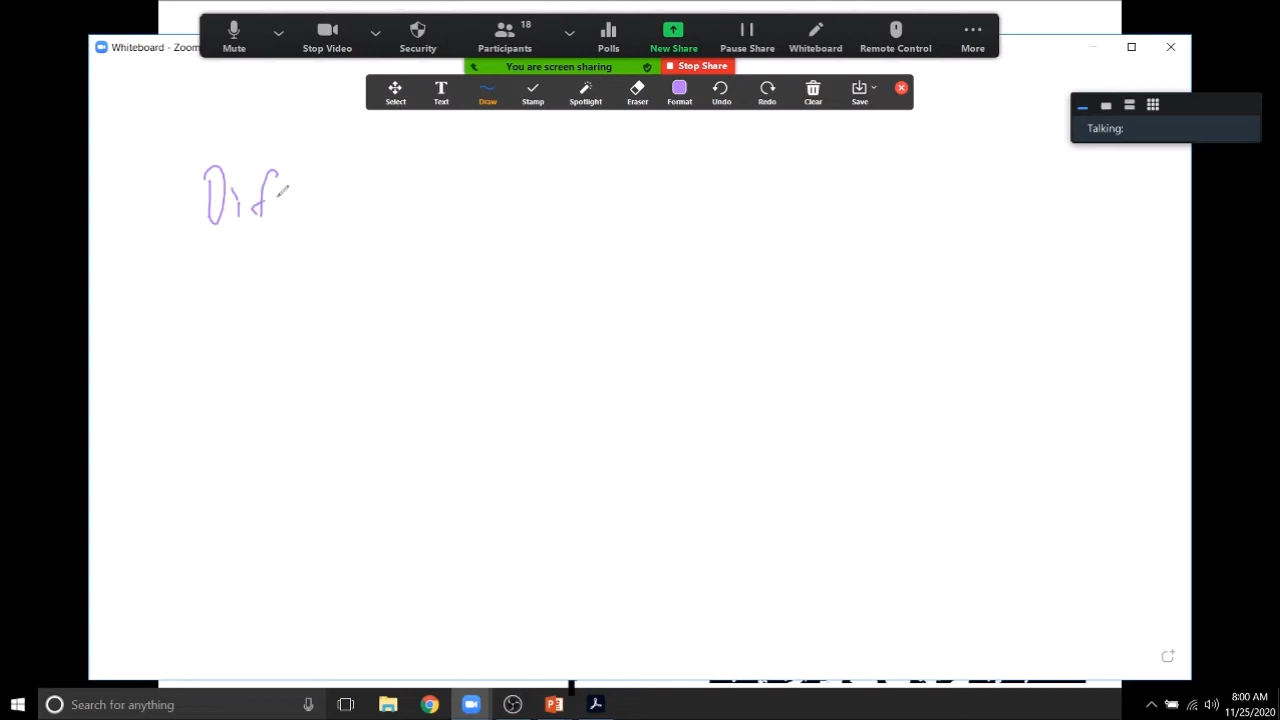 18
Mute Stop Video Security Participants Polls New Share Pause Share Whiteboard Remote Control More
Whiteboard - Zoom
You are screen sharing Stop Share
Select Text Draw Stamp Spotlight Eraser Format Undo Redo Clear Save
Talking:
Dif
Search for anything
8:00 AM
11/25/2020